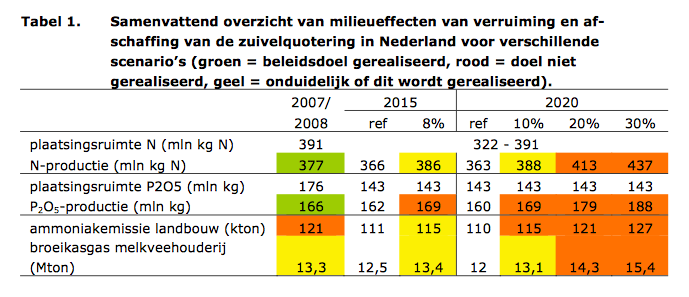 Tabel 1. Samenvattend overzicht van milieueffecten van verruiming en af-
schaffing van de zuivelquotering in Nederland voor verschillende
scenario's (groen = beleidsdoel gerealiseerd, rood = doel niet
gerealiseerd, geel = onduidelijk of dit wordt gerealiseerd).
2007/ 2015 2020
2008 ref 8% ref 10% 20% 30%
plaatsingsruimte N (mln kg N) 391 322 - 391
N-productie (mln kg N) 377 366 386 363 388 413 437
plaatsingsruimte P2O5 (mln kg) 176 143 143 143 143 143 143
P₂O₅-productie (mln kg) 166 162 169 160 169 179 188
ammoniakemissie landbouw (kton) 121 111 115 110 115 121 127
broeikasgas melkveehouderij
(Mton) 13,3 12,5 13,4 12 13,1 14,3 15,4